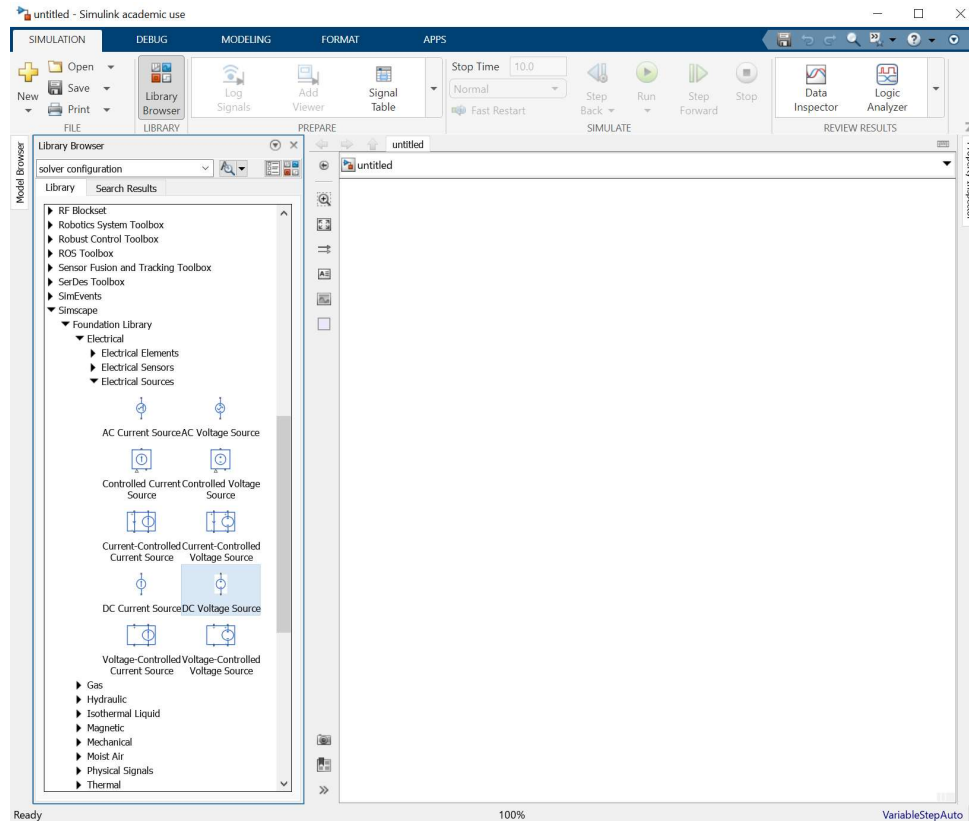 untitled - Simulink academic use
SIMULATION DEBUG MODELING FORMAT APPS
New
Open
Save
Print
FILE
Library Browser
LIBRARY
Log Signals
Add Viewer
Signal Table
PREPARE
Stop Time 10.0
Normal
Fast Restart
Step Back
Run
Step Forward
Stop
SIMULATE
Data Inspector
Logic Analyzer
REVIEW RESULTS
Model Browser
Library Browser
solver configuration
Library Search Results
RF Blockset
Robotics System Toolbox
Robust Control Toolbox
ROS Toolbox
Sensor Fusion and Tracking Toolbox
SerDes Toolbox
SimEvents
Simscape
Foundation Library
Electrical
Electrical Elements
Electrical Sensors
Electrical Sources
AC Current Source AC Voltage Source
Controlled Current Source Controlled Voltage Source
Current-Controlled Current Source Current-Controlled Voltage Source
DC Current Source DC Voltage Source
Voltage-Controlled Current Source Voltage-Controlled Voltage Source
Gas
Hydraulic
Isothermal Liquid
Magnetic
Mechanical
Moist Air
Physical Signals
Thermal
untitled
untitled
Property Inspector
Ready 100% VariableStepAuto